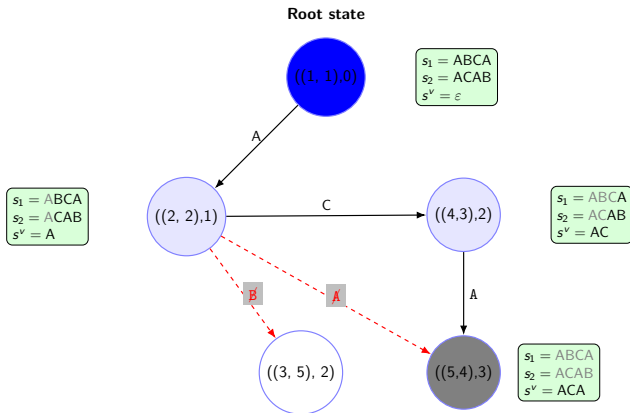 Root state
((1, 1),0)
s₁ = ABCA
s₂ = ACAB
sᵛ = ε
A
s₁ = ABCA
s₂ = ACAB
sᵛ = A
((2, 2),1)
C
((4,3),2)
s₁ = ABCA
s₂ = ACAB
sᵛ = AC
B
A
A
((3, 5), 2)
((5,4),3)
s₁ = ABCA
s₂ = ACAB
sᵛ = ACA